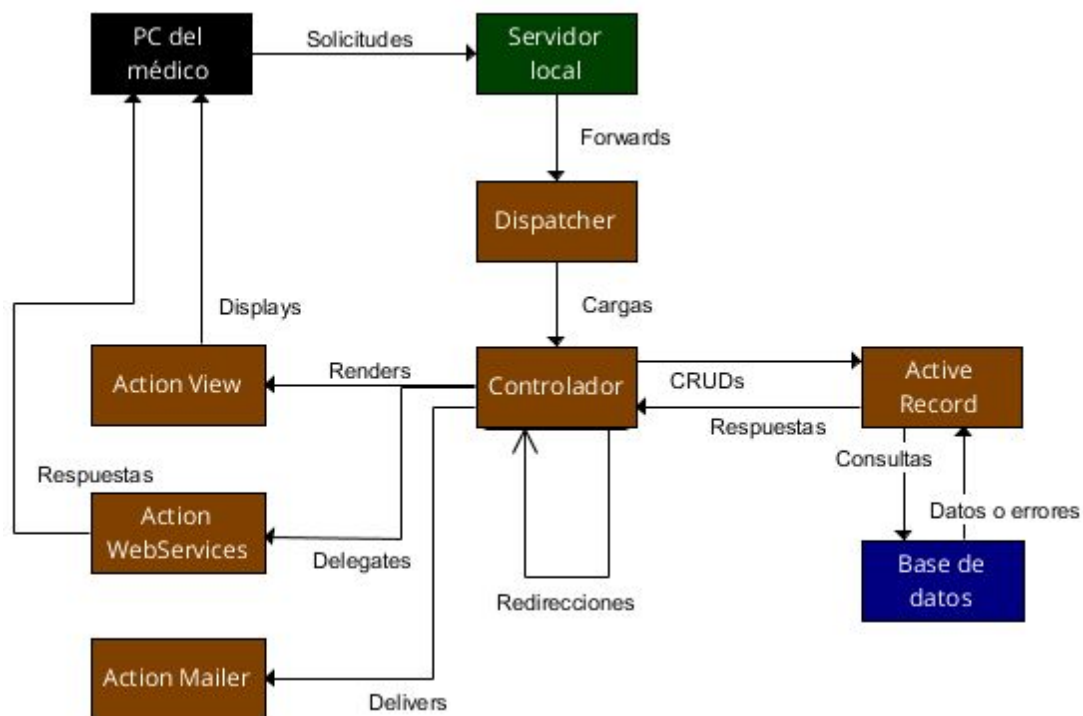 PC del
médico
Solicitudes
Servidor
local
Forwards
Dispatcher
Cargas
Displays
Action View
Renders
Controlador
CRUDs
Respuestas
Active
Record
Consultas
Datos o errores
Respuestas
Action
WebServices
Delegates
Redirecciones
Base de
datos
Action Mailer
Delivers